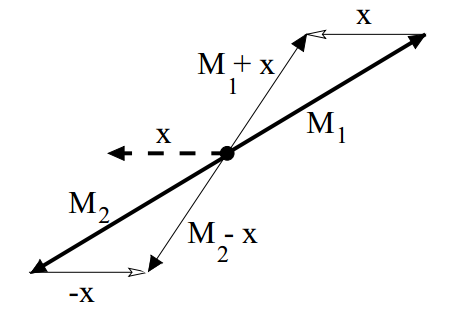 x
M₁ + x
M₁
x
M₂
M₂ - x
-x